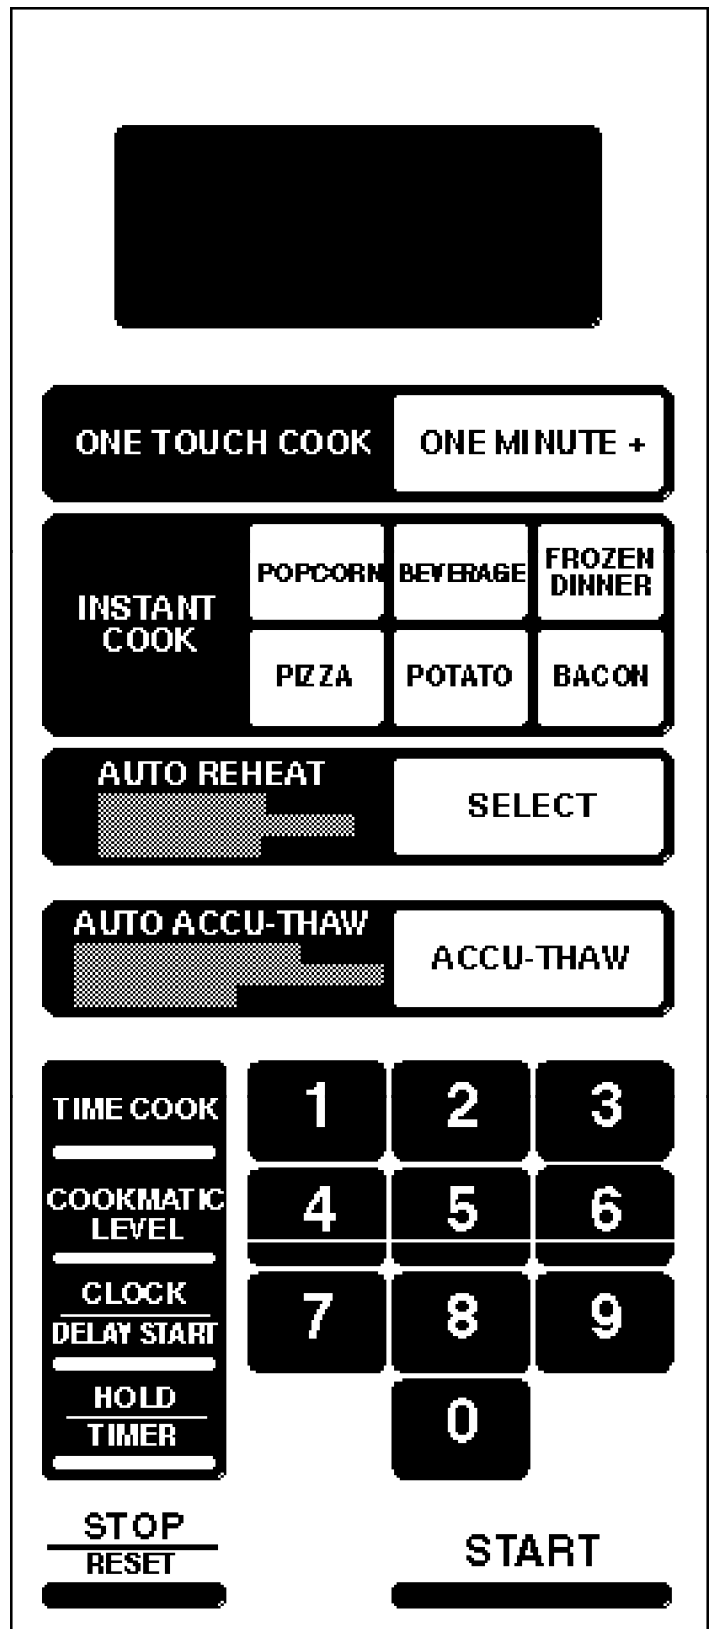 ONE TOUCH COOK
ONE MINUTE +
INSTANT
COOK
POPCORN
BEVERAGE
FROZEN
DINNER
PIZZA
POTATO
BACON
AUTO REHEAT
SELECT
AUTO ACCU-THAW
ACCU-THAW
TIME COOK
1
2
3
COOKMATIC
LEVEL
4
5
6
CLOCK
DELAY START
7
8
9
HOLD
TIMER
0
STOP
RESET
START